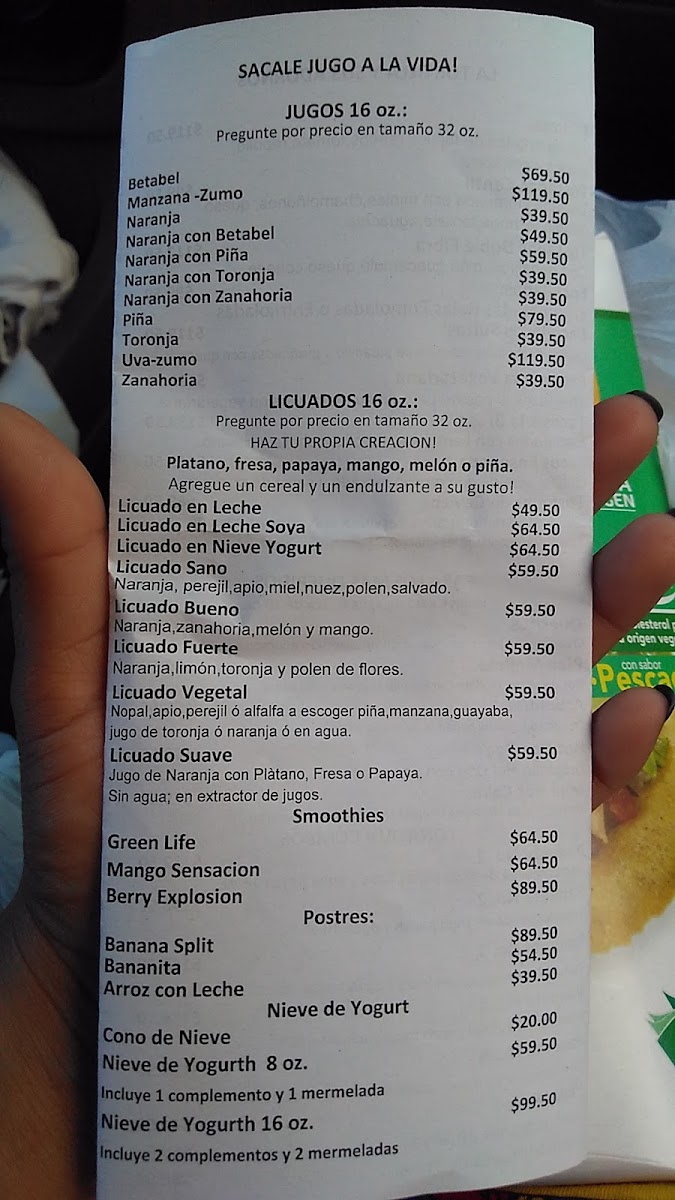 SACALE JUGO A LA VIDA!
JUGOS 16 oz.:
Pregunte por precio en tamaño 32 oz.
Betabel $69.50
Manzana -Zumo $119.50
Naranja $39.50
Naranja con Betabel $49.50
Naranja con Piña $59.50
Naranja con Toronja $39.50
Naranja con Zanahoria $39.50
Piña $79.50
Toronja $39.50
Uva-zumo $119.50
Zanahoria $39.50
LICUADOS 16 oz.:
Pregunte por precio en tamaño 32 oz.
HAZ TU PROPIA CREACION!
Platano, fresa, papaya, mango, melón o piña.
Agregue un cereal y un endulzante a su gusto!
Licuado en Leche $49.50
Licuado en Leche Soya $64.50
Licuado en Nieve Yogurt $64.50
Licuado Sano $59.50
Naranja, perejil,apio,miel,nuez,polen,salvado.
Licuado Bueno $59.50
Naranja,zanahoria,melón y mango.
Licuado Fuerte $59.50
Naranja,limón,toronja y polen de flores.
Licuado Vegetal $59.50
Nopal,apio,perejil ó alfalfa a escoger piña,manzana,guayaba,
jugo de toronja ó naranja ó en agua.
Licuado Suave $59.50
Jugo de Naranja con Plàtano, Fresa o Papaya.
Sin agua; en extractor de jugos.
Smoothies
Green Life $64.50
Mango Sensacion $64.50
Berry Explosion $89.50
Postres:
Banana Split $89.50
Bananita $54.50
Arroz con Leche $39.50
Nieve de Yogurt
Cono de Nieve $20.00
Nieve de Yogurth 8 oz. $59.50
Incluye 1 complemento y 1 mermelada
Nieve de Yogurth 16 oz. $99.50
Incluye 2 complementos y 2 mermeladas
origen veg
con sabor